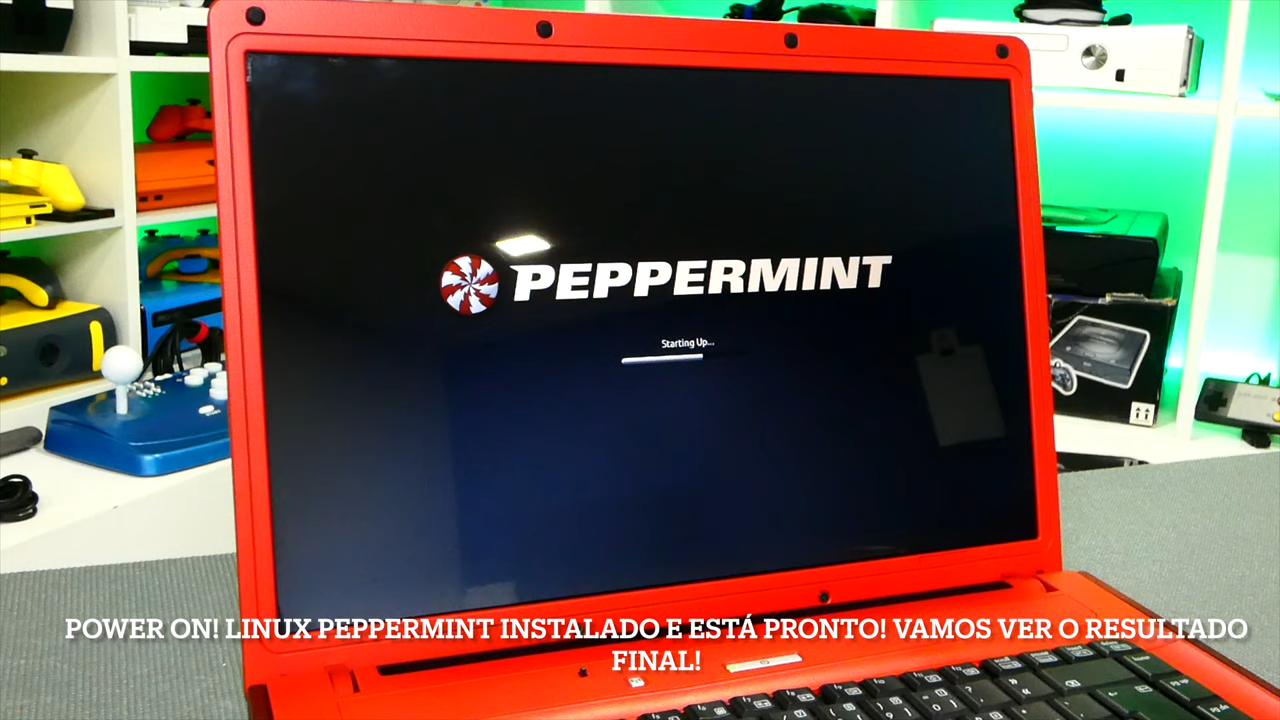 PEPPERMINT
Starting Up...
POWER ON! LINUX PEPPERMINT INSTALADO E ESTÁ PRONTO! VAMOS VER O RESULTADO
FINAL!